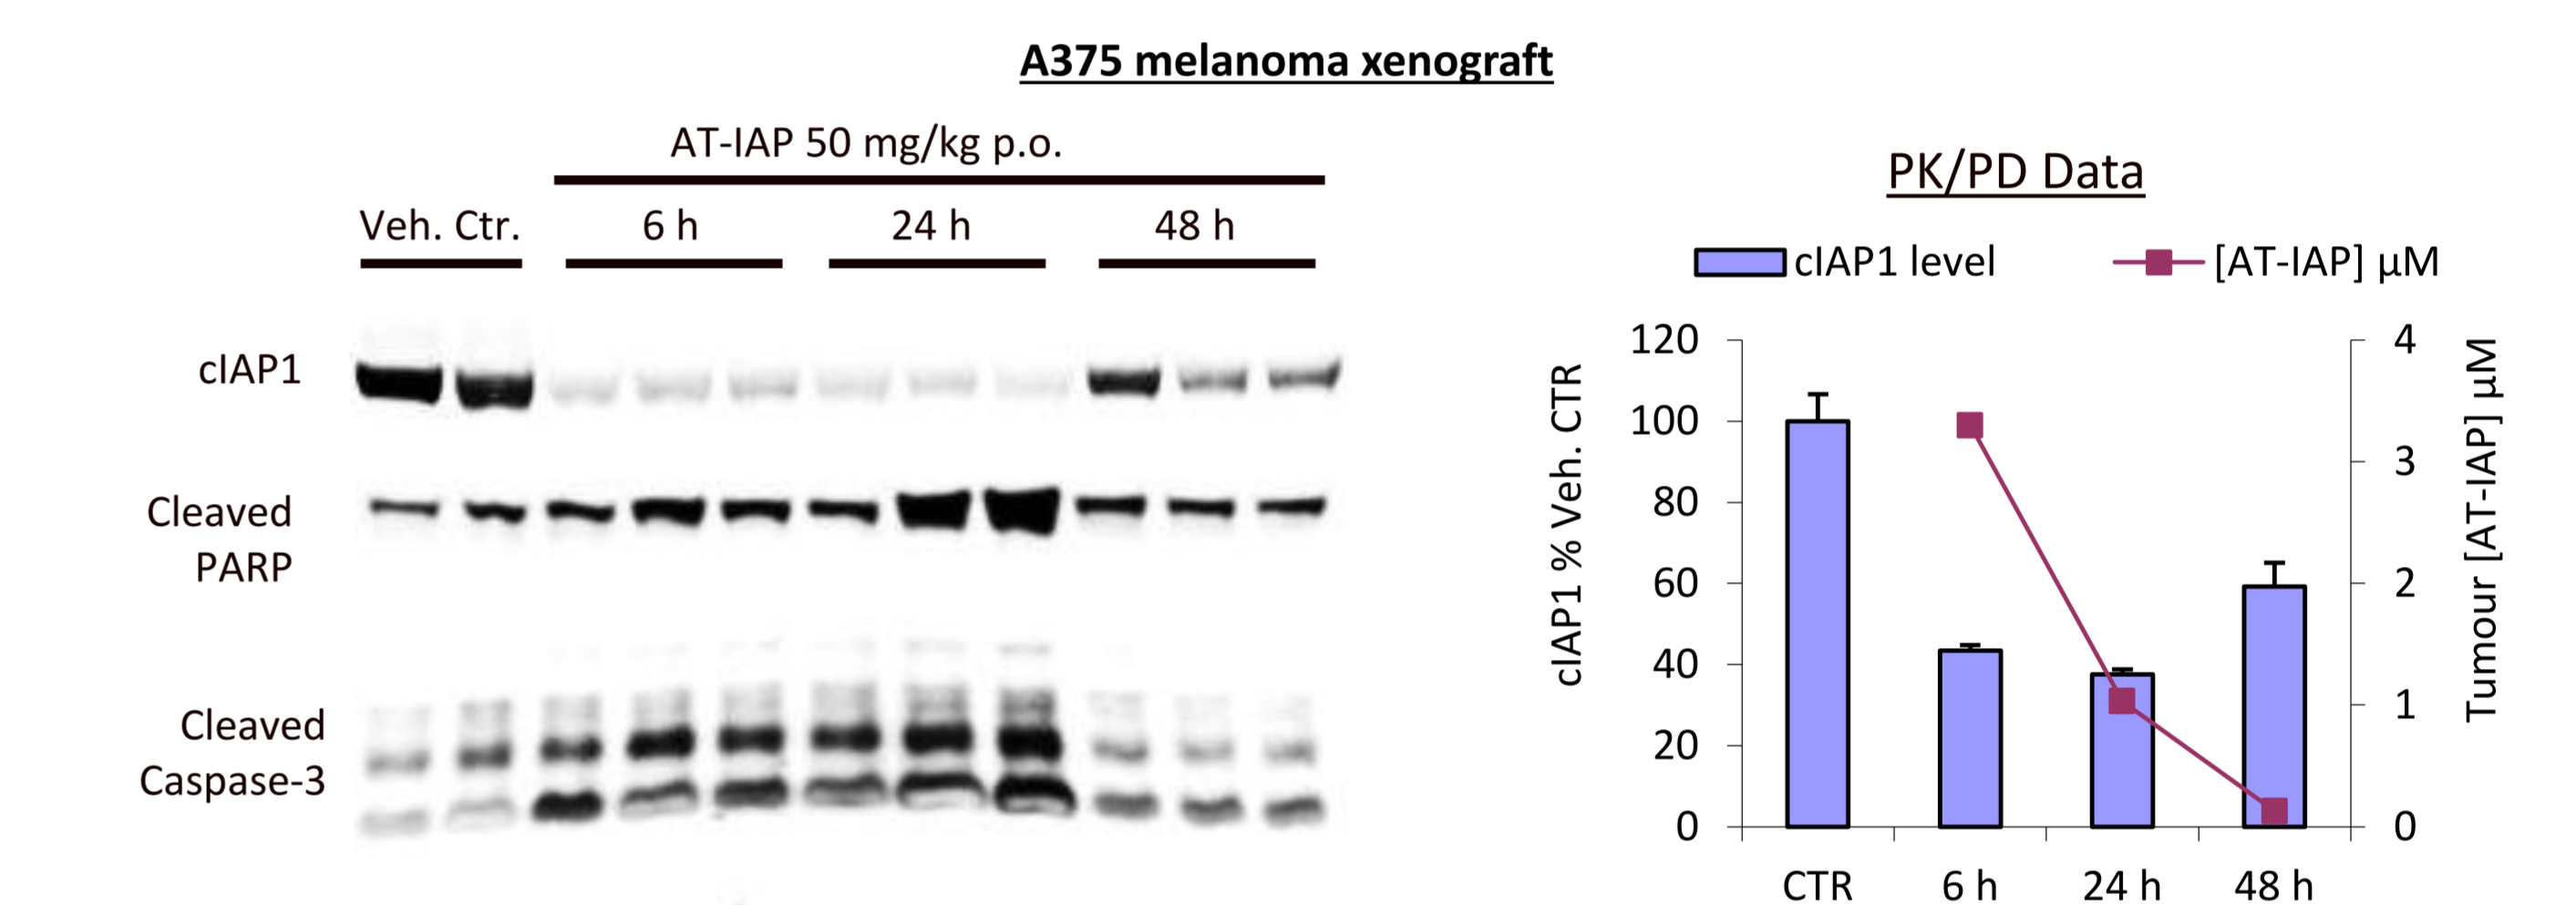 A375 melanoma xenograft
AT-IAP 50 mg/kg p.o.
Veh. Ctr.
6 h
24 h
48 h
cIAP1
Cleaved
PARP
Cleaved
Caspase-3
PK/PD Data
cIAP1 level
[AT-IAP] µM
cIAP1 % Veh. CTR
120
100
80
60
40
20
0
4
3
2
1
0
Tumour [AT-IAP] µM
CTR
6 h
24 h
48 h